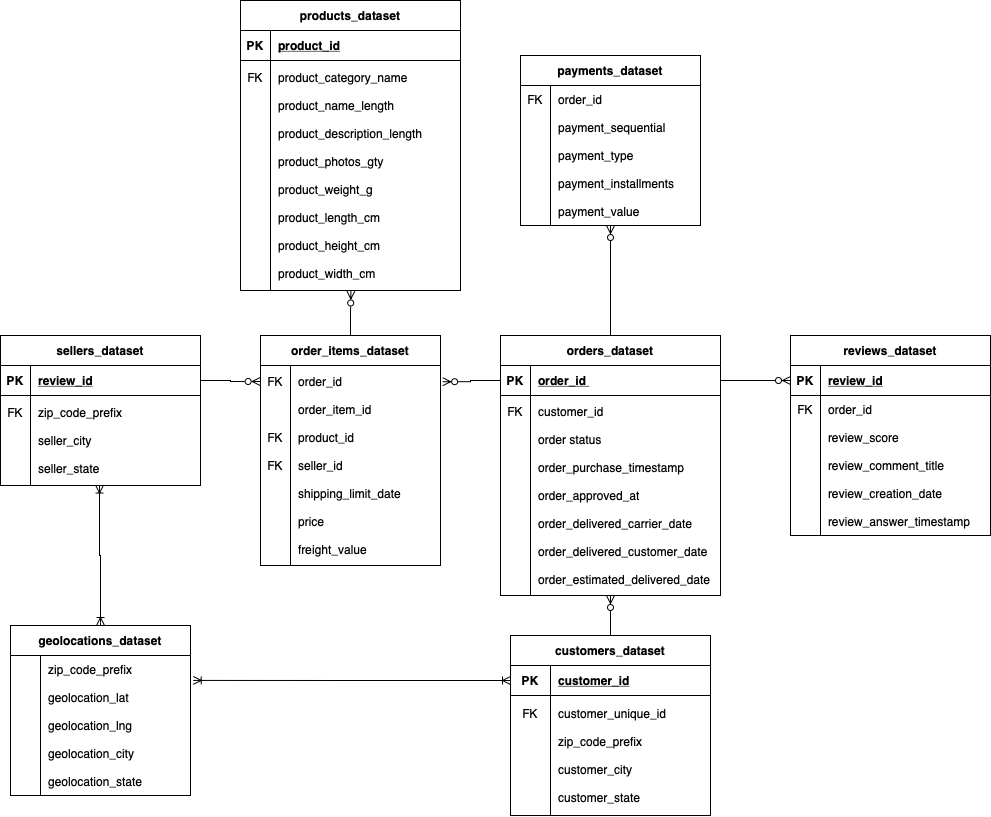 products_dataset
PK product_id
FK product_category_name
product_name_length
product_description_length
product_photos_gty
product_weight_g
product_length_cm
product_height_cm
product_width_cm
payments_dataset
FK order_id
payment_sequential
payment_type
payment_installments
payment_value
sellers_dataset
PK review_id
FK zip_code_prefix
seller_city
seller_state
order_items_dataset
FK order_id
order_item_id
FK product_id
FK seller_id
shipping_limit_date
price
freight_value
orders_dataset
PK order_id
FK customer_id
order status
order_purchase_timestamp
order_approved_at
order_delivered_carrier_date
order_delivered_customer_date
order_estimated_delivered_date
reviews_dataset
PK review_id
FK order_id
review_score
review_comment_title
review_creation_date
review_answer_timestamp
geolocations_dataset
zip_code_prefix
geolocation_lat
geolocation_lng
geolocation_city
geolocation_state
customers_dataset
PK customer_id
FK customer_unique_id
zip_code_prefix
customer_city
customer_state